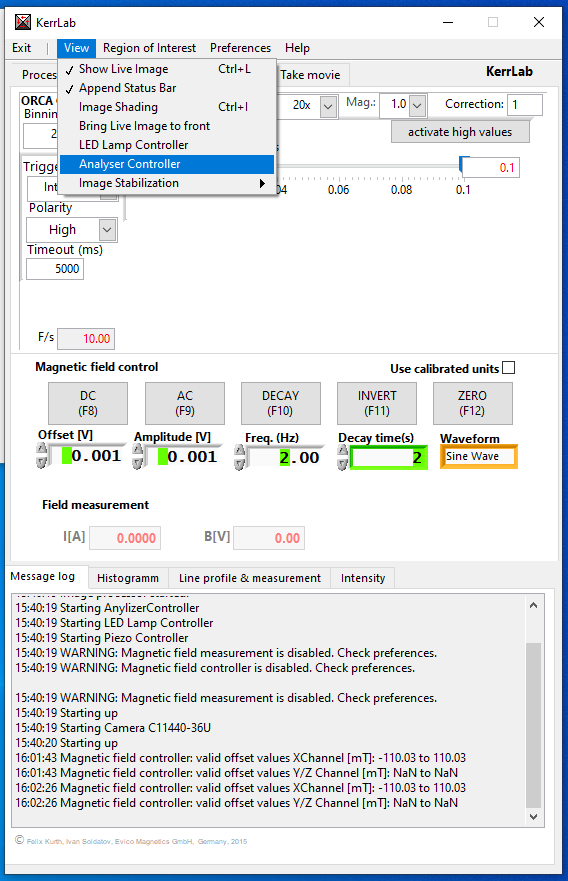 KerrLab
Exit | View Region of Interest Preferences Help
✓ Show Live Image Ctrl+L
✓ Append Status Bar
Image Shading Ctrl+I
Bring Live Image to front
LED Lamp Controller
Analyser Controller
Image Stabilization
Proces
Take movie
KerrLab
ORCA
Binnin
2
20x
Mag.:
1.0
Correction:
1
activate high values
0.1
04 0.06 0.08 0.1
Trigge
Int
Polarity
High
Timeout (ms)
5000
F/s
10.00
Magnetic field control
Use calibrated units
DC (F8)
AC (F9)
DECAY (F10)
INVERT (F11)
ZERO (F12)
Offset [V]
0.001
Amplitude [V]
0.001
Freq. (Hz)
2.00
Decay time(s)
2
Waveform
Sine Wave
Field measurement
I[A] 0.0000 B[V] 0.00
Message log Histogramm Line profile & measurement Intensity
15:40:19 Starting AnylizerController
15:40:19 Starting LED Lamp Controller
15:40:19 Starting Piezo Controller
15:40:19 WARNING: Magnetic field measurement is disabled. Check preferences.
15:40:19 WARNING: Magnetic field controller is disabled. Check preferences.
15:40:19 WARNING: Magnetic field measurement is disabled. Check preferences.
15:40:19 Starting up
15:40:19 Starting Camera C11440-36U
15:40:20 Starting up
16:01:43 Magnetic field controller: valid offset values XChannel [mT]: -110.03 to 110.03
16:01:43 Magnetic field controller: valid offset values Y/Z Channel [mT]: NaN to NaN
16:02:26 Magnetic field controller: valid offset values XChannel [mT]: -110.03 to 110.03
16:02:26 Magnetic field controller: valid offset values Y/Z Channel [mT]: NaN to NaN
© Felix Kurth, Ivan Soldatov, Evico Magnetics GmbH, Germany, 2015